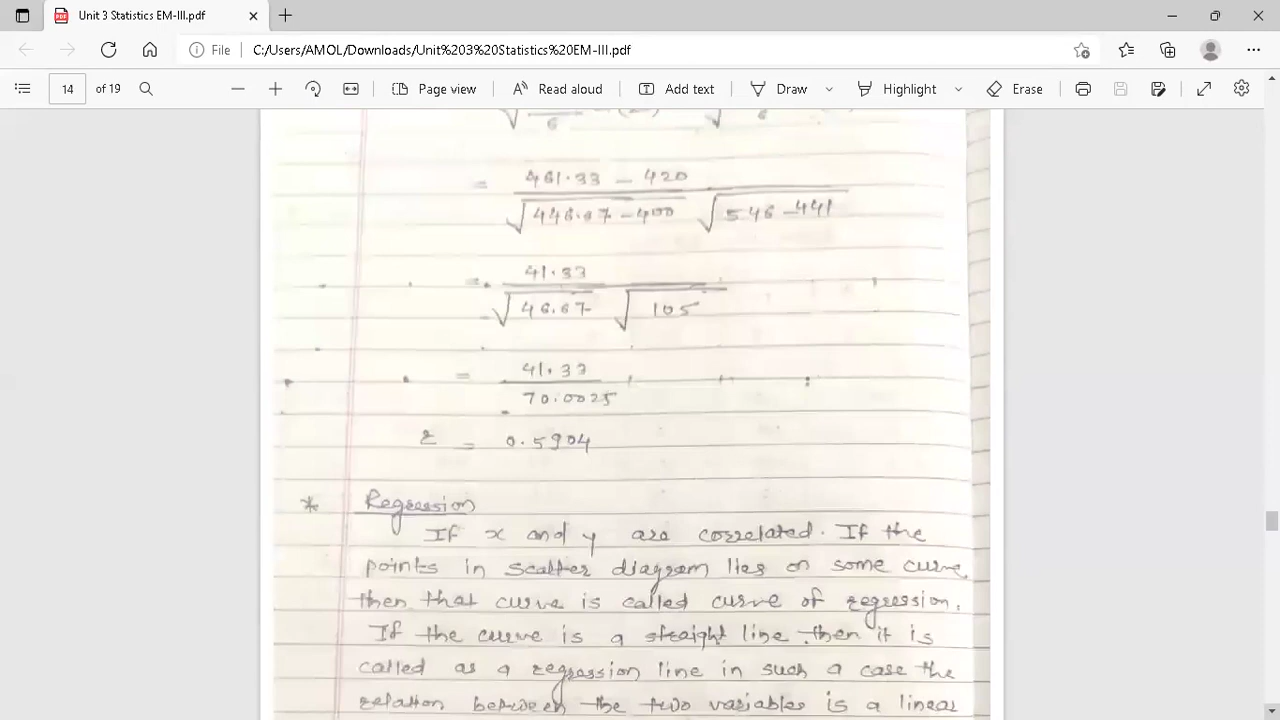 Unit 3 Statistics EM-III.pdf
File C:/Users/AMOL/Downloads/Unit%203%20Statistics%20EM-III.pdf
14 of 19 Page view Read aloud Add text Draw Highlight Erase
= 461.33 - 420
√446.67-400 √546-441
= 41.33
√46.67 √105
= 41.33
70.0025
r = 0.5904
* Regression
If x and y are correlated. If the
points in scatter diagram lies on some curve,
then that curve is called curve of regression.
If the curve is a straight line then it is
called as a regression line in such a case the
relation between the two variables is a linear